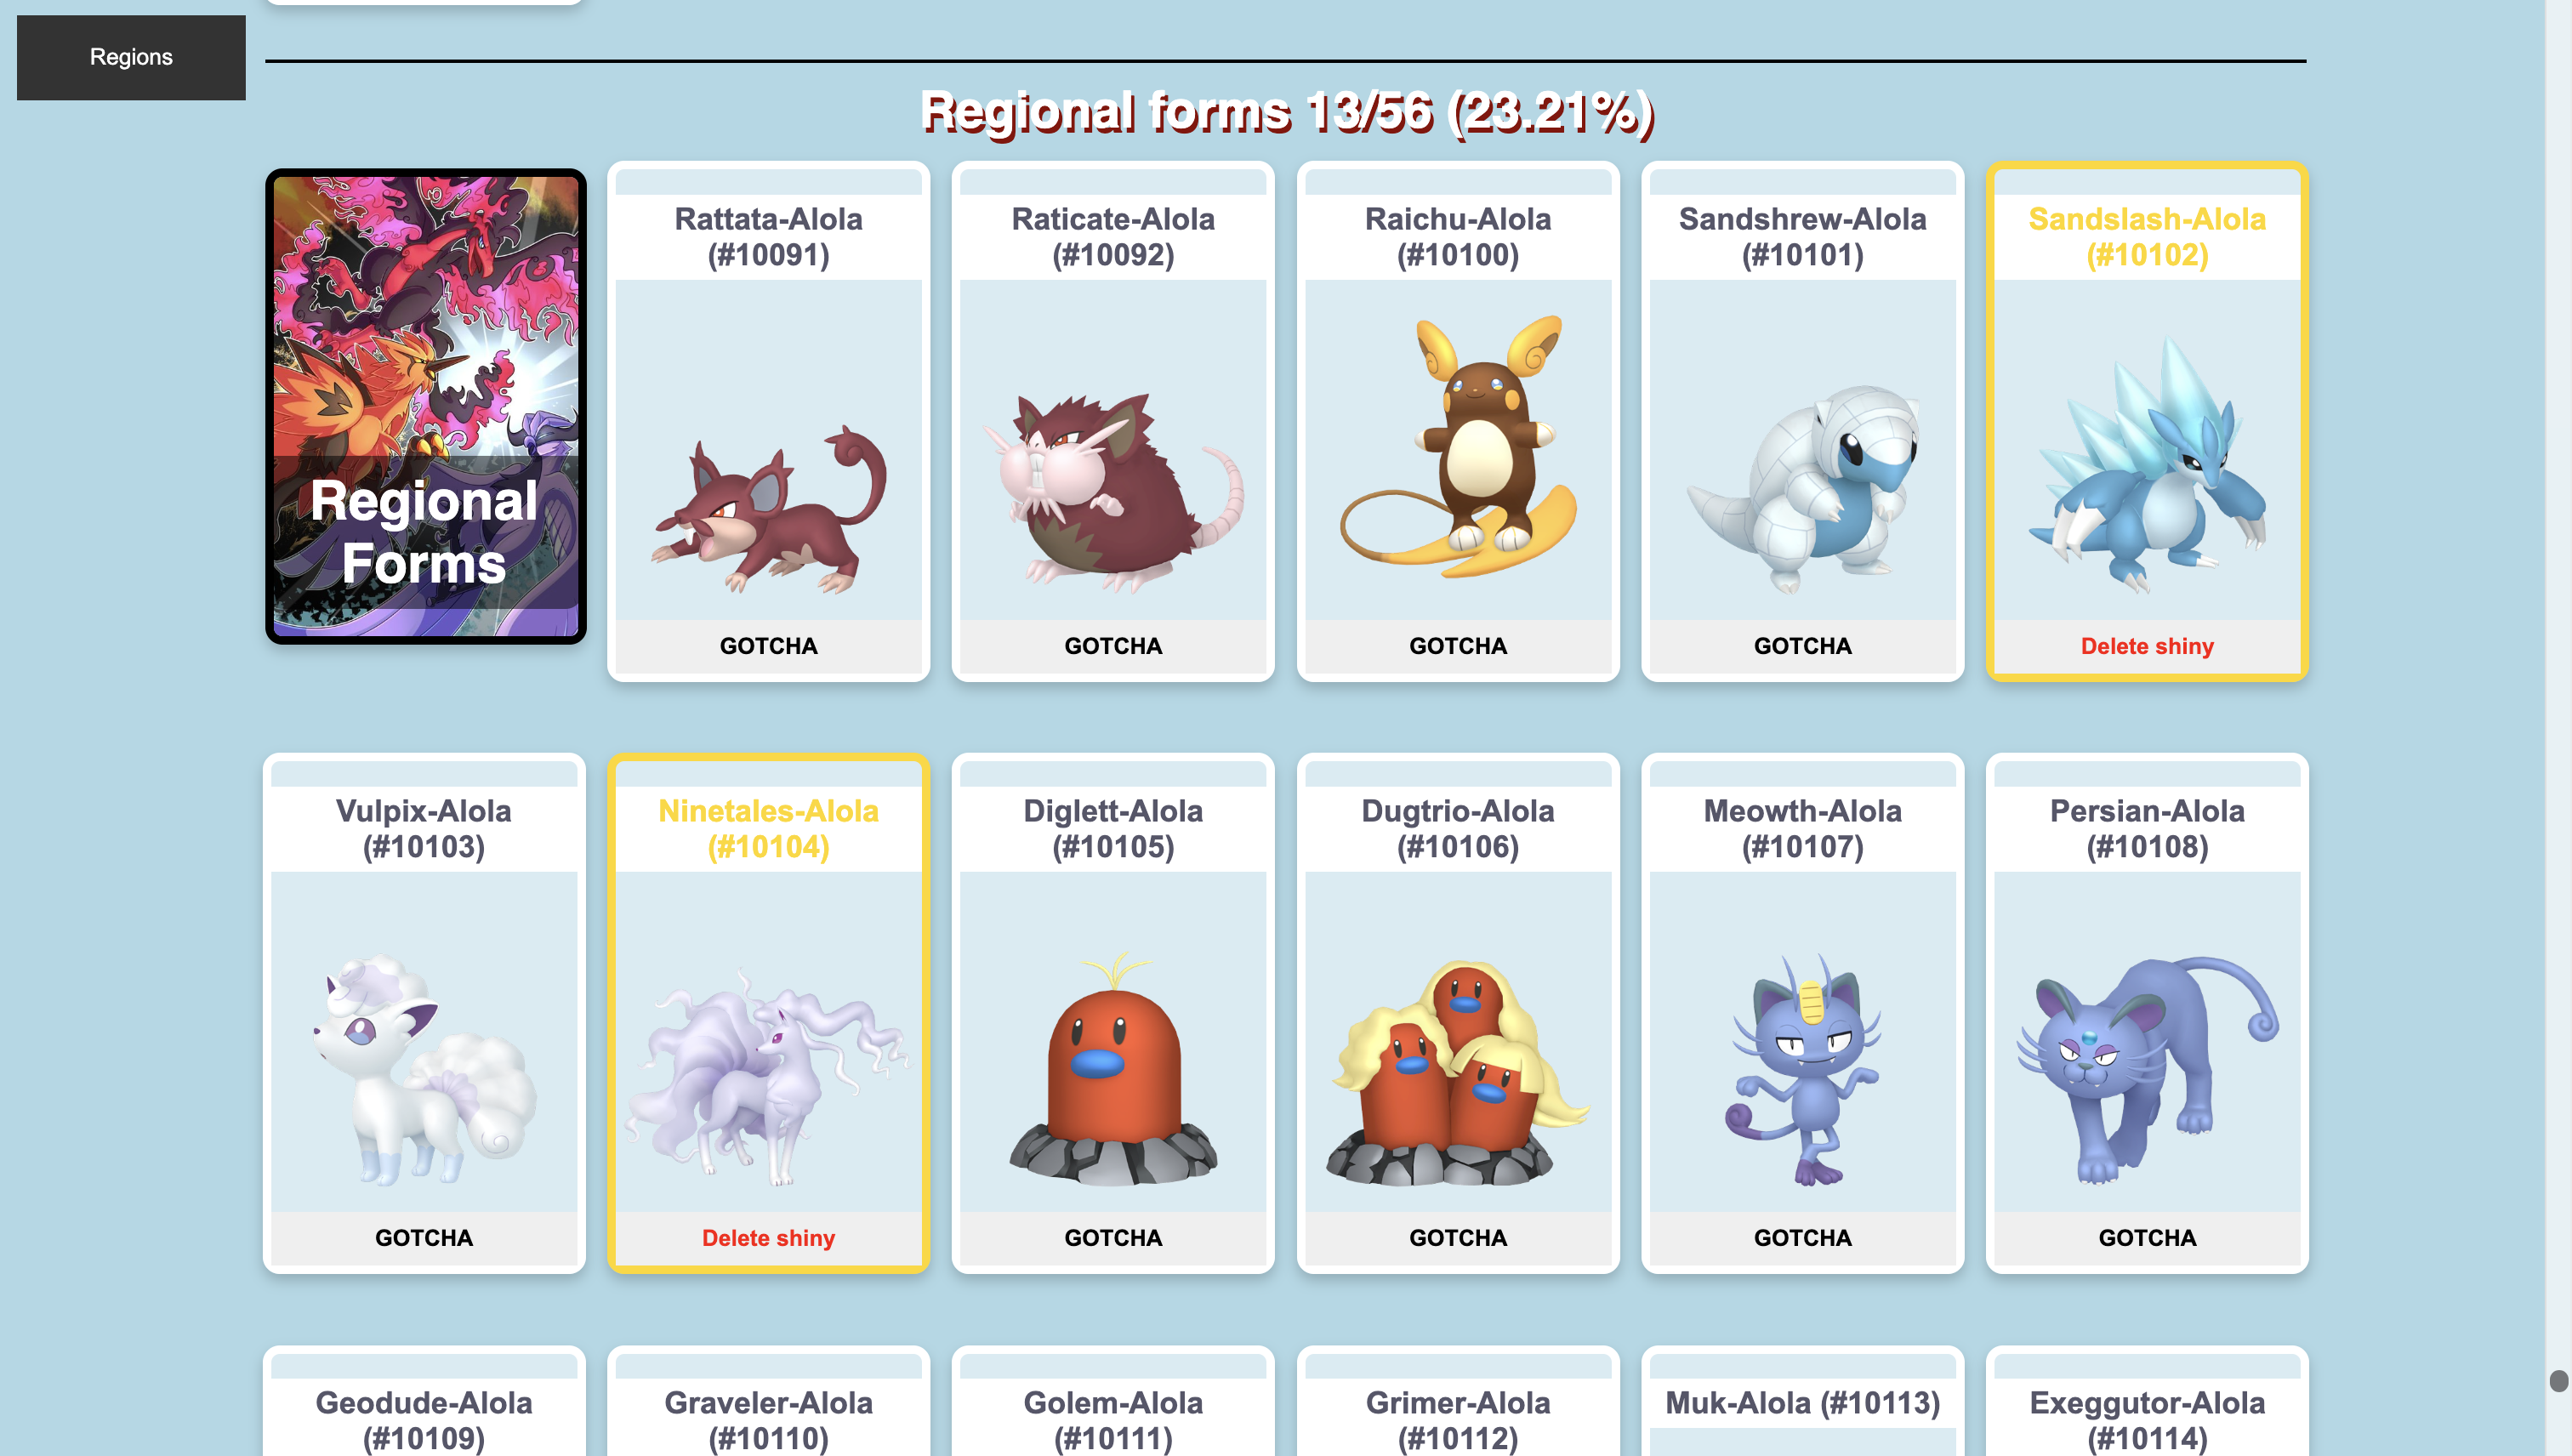 Regions
Regional forms 13/56 (23.21%)
Regional
Forms
Rattata-Alola
(#10091)
GOTCHA
Raticate-Alola
(#10092)
GOTCHA
Raichu-Alola
(#10100)
GOTCHA
Sandshrew-Alola
(#10101)
GOTCHA
Sandslash-Alola
(#10102)
Delete shiny
Vulpix-Alola
(#10103)
GOTCHA
Ninetales-Alola
(#10104)
Delete shiny
Diglett-Alola
(#10105)
GOTCHA
Dugtrio-Alola
(#10106)
GOTCHA
Meowth-Alola
(#10107)
GOTCHA
Persian-Alola
(#10108)
GOTCHA
Geodude-Alola
(#10109)
Graveler-Alola
(#10110)
Golem-Alola
(#10111)
Grimer-Alola
(#10112)
Muk-Alola (#10113)
Exeggutor-Alola
(#10114)